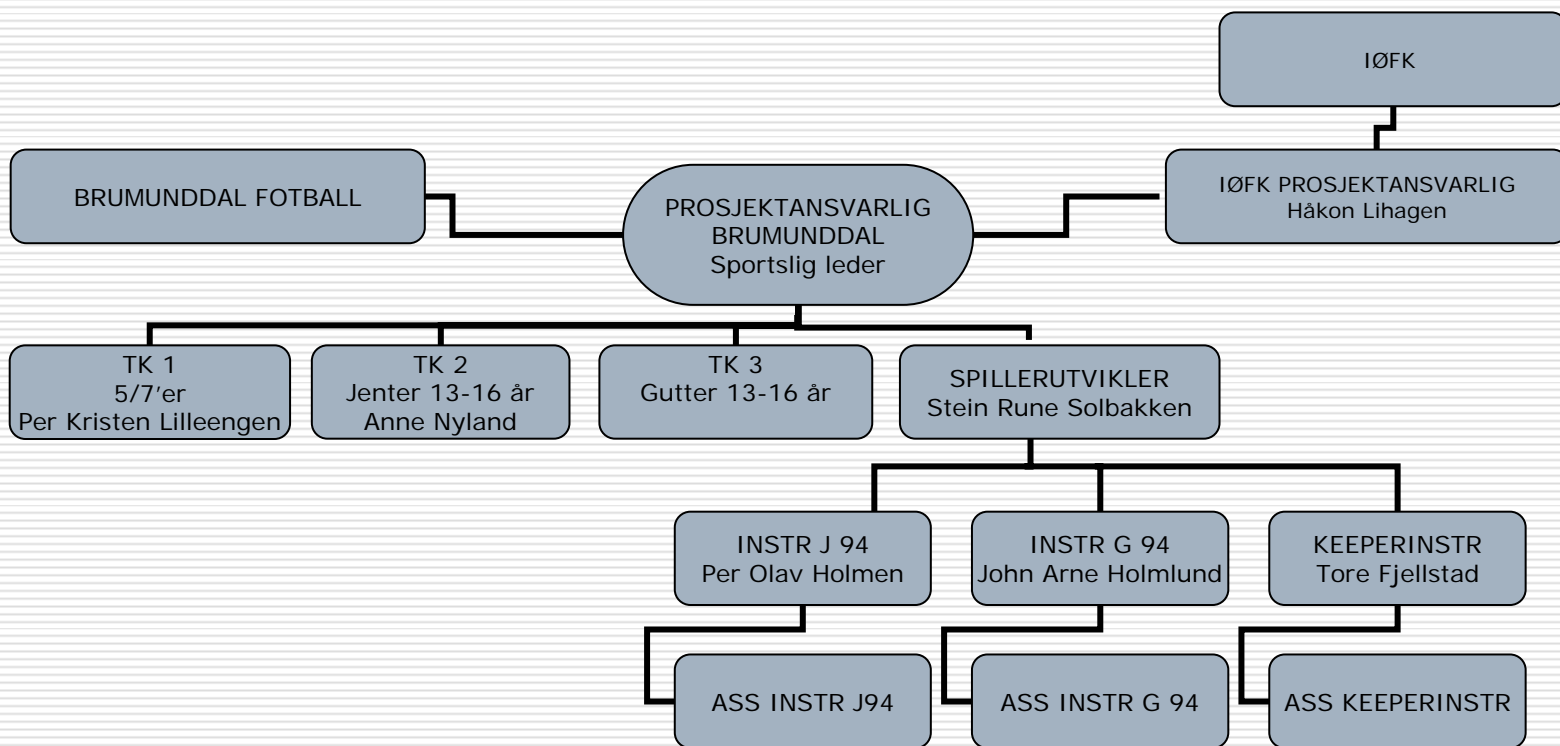 IØFK
BRUMUNDDAL FOTBALL
PROSJEKTANSVARLIG
BRUMUNDDAL
Sportslig leder
IØFK PROSJEKTANSVARLIG
Håkon Lihagen
TK 1
5/7’er
Per Kristen Lilleengen
TK 2
Jenter 13-16 år
Anne Nyland
TK 3
Gutter 13-16 år
SPILLERUTVIKLER
Stein Rune Solbakken
INSTR J 94
Per Olav Holmen
INSTR G 94
John Arne Holmlund
KEEPERINSTR
Tore Fjellstad
ASS INSTR J94
ASS INSTR G 94
ASS KEEPERINSTR